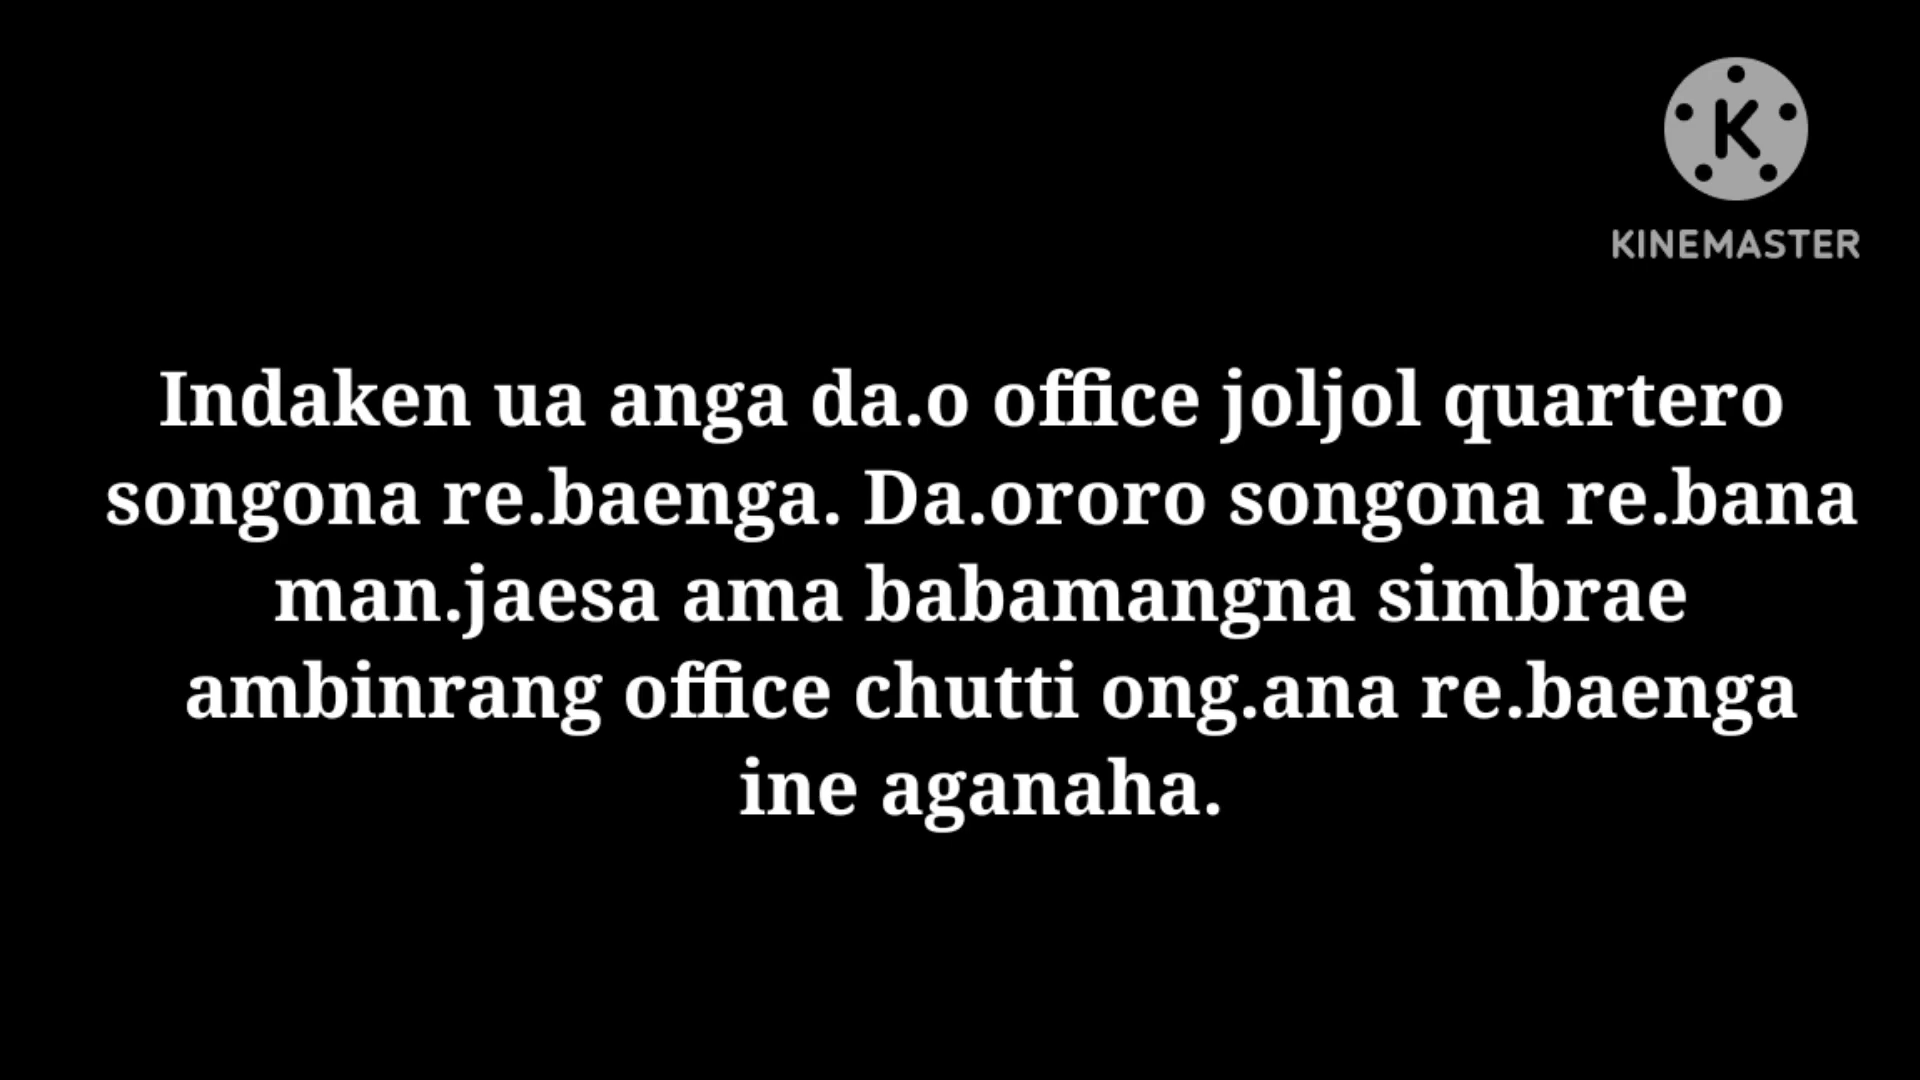 KINEMASTER
Indaken ua anga da.o office joljol quartero
songona re.baenga. Da.ororo songona re.bana
man.jaesa ama babamangna simbrae
ambinrang office chutti ong.ana re.baenga
ine aganaha.